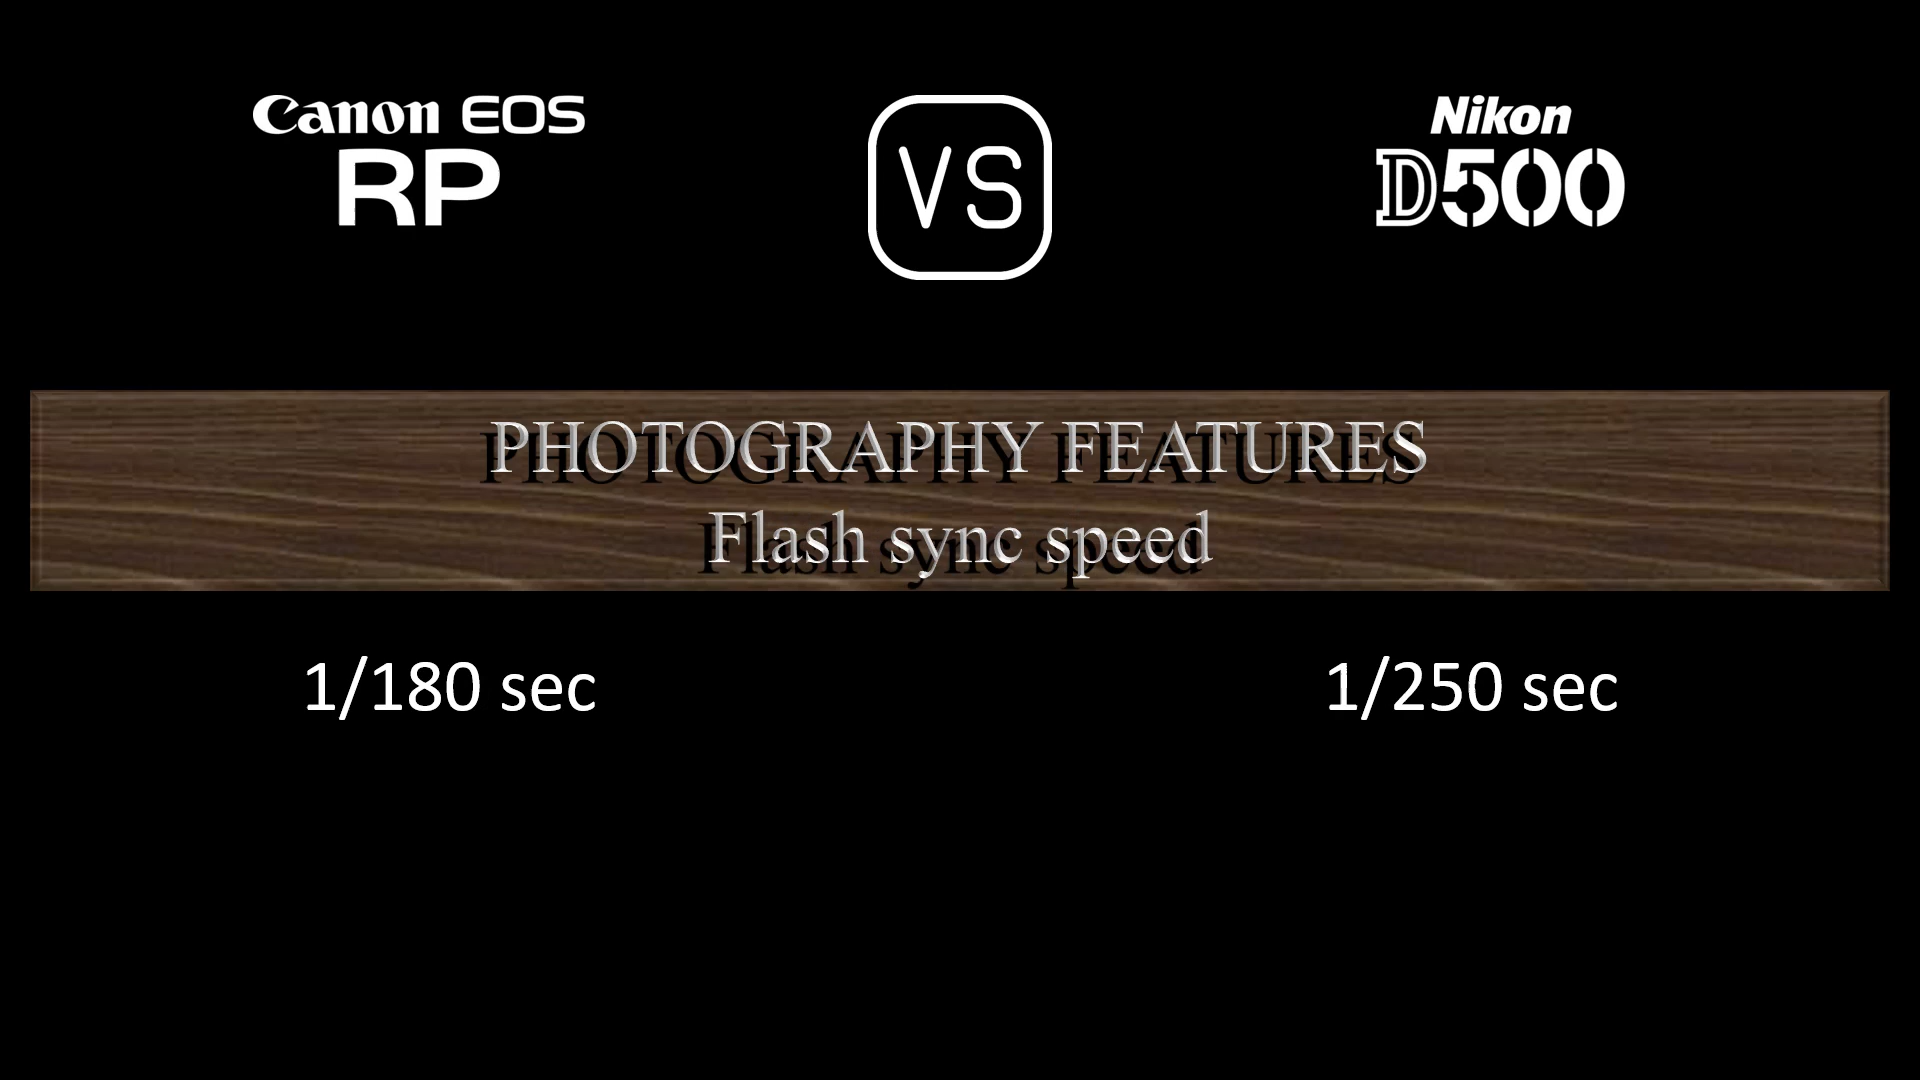 Canon EOS
RP
VS
Nikon
D500
PHOTOGRAPHY FEATURES
Flash sync speed
1/180 sec
1/250 sec